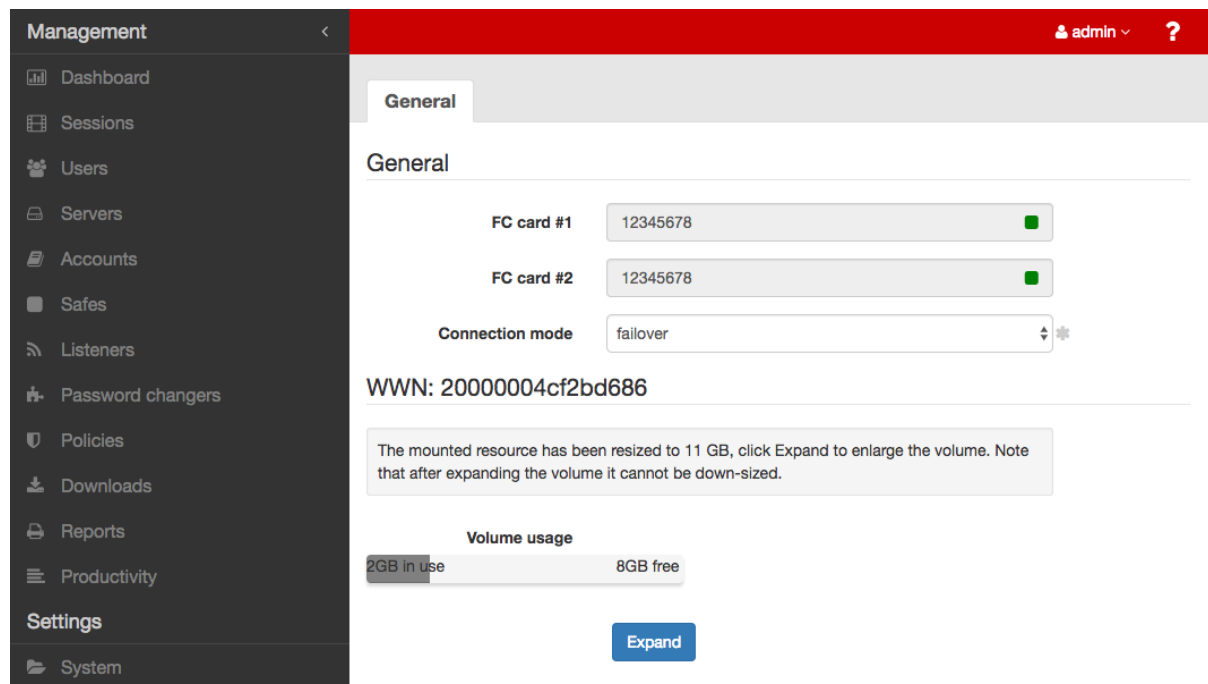 Management
admin
?
Dashboard
Sessions
Users
Servers
Accounts
Safes
Listeners
Password changers
Policies
Downloads
Reports
Productivity
Settings
System
General
General
FC card #1
12345678
FC card #2
12345678
Connection mode
failover
WWN: 20000004cf2bd686
The mounted resource has been resized to 11 GB, click Expand to enlarge the volume. Note
that after expanding the volume it cannot be down-sized.
Volume usage
2GB in use
8GB free
Expand